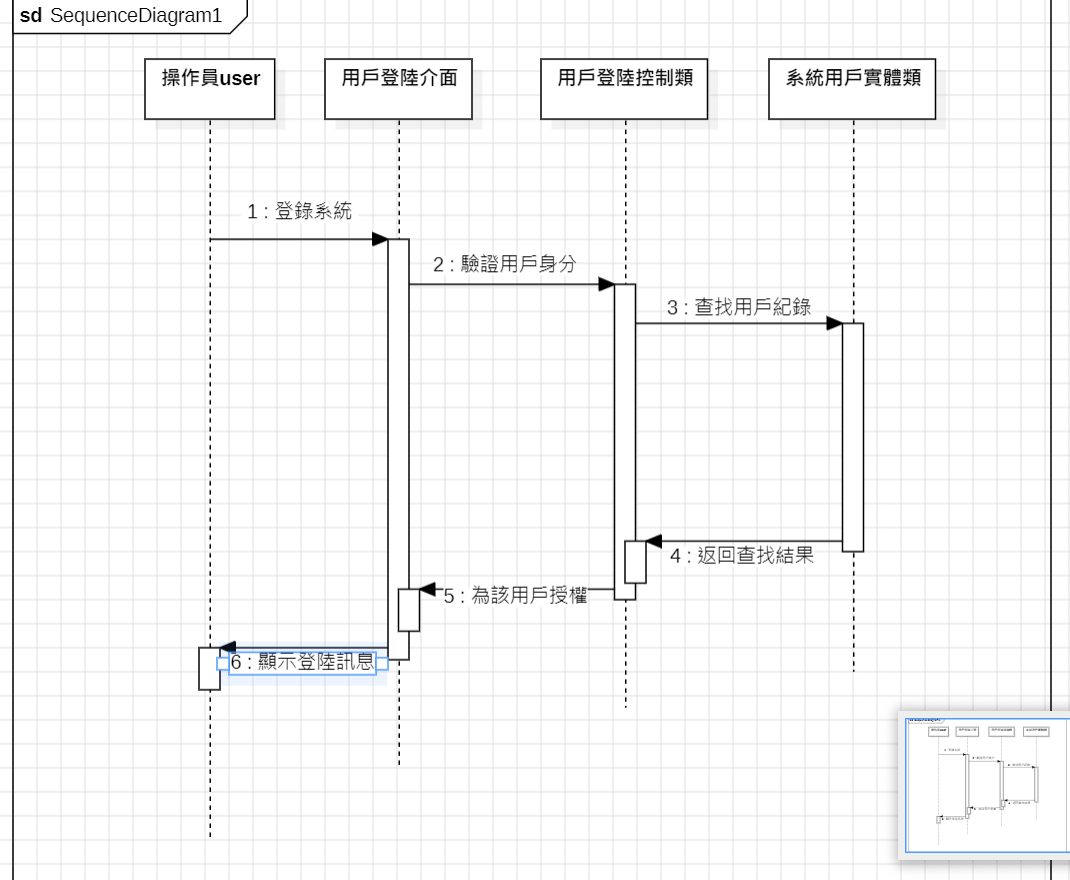 sd SequenceDiagram1
操作員user
用戶登陸介面
用戶登陸控制類
系統用戶實體類
1 : 登錄系統
2 : 驗證用戶身分
3 : 查找用戶紀錄
4 : 返回查找結果
5 : 為該用戶授權
6 : 顯示登陸訊息